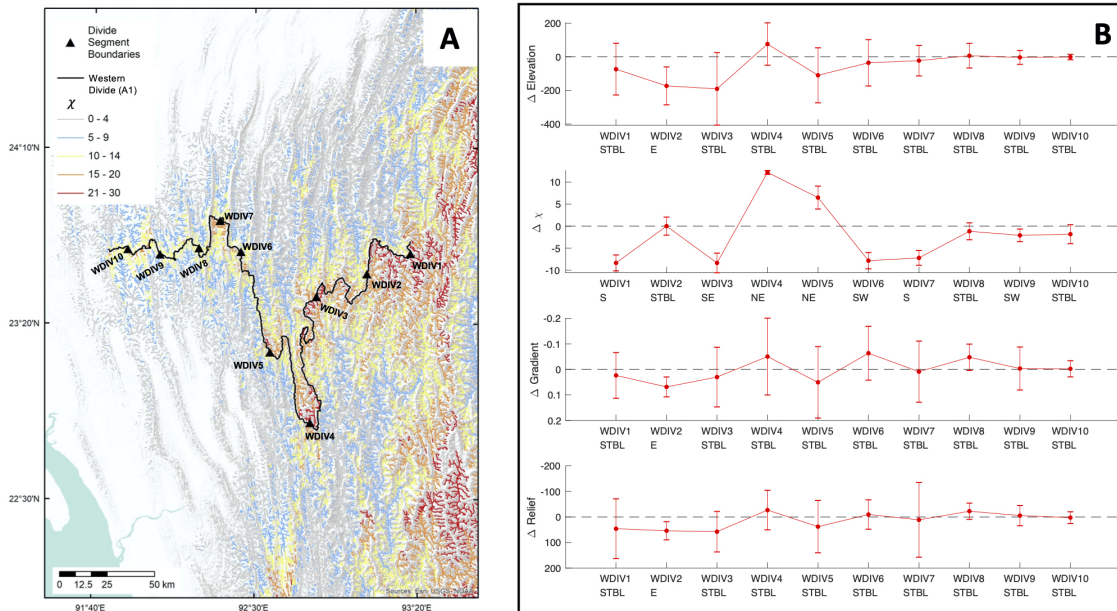 A
Divide
Segment
Boundaries
Western
Divide (A1)
χ
0 - 4
5 - 9
10 - 14
15 - 20
21 - 30
24°10'N
23°20'N
22°30'N
WDIV7
WDIV6
WDIV10
WDIV9
WDIV8
WDIV1
WDIV2
WDIV3
WDIV5
WDIV4
0 12.5 25 50 km
Sources: Esri, USGS, NOAA
91°40'E 92°30'E 93°20'E
B
Δ Elevation
200
0
-200
-400
WDIV1 WDIV2 WDIV3 WDIV4 WDIV5 WDIV6 WDIV7 WDIV8 WDIV9 WDIV10
STBL E STBL STBL STBL STBL STBL STBL STBL STBL
Δ χ
10
5
0
-5
-10
WDIV1 WDIV2 WDIV3 WDIV4 WDIV5 WDIV6 WDIV7 WDIV8 WDIV9 WDIV10
S STBL SE NE NE SW S STBL SW STBL
Δ Gradient
-0.2
-0.1
0
0.1
0.2
WDIV1 WDIV2 WDIV3 WDIV4 WDIV5 WDIV6 WDIV7 WDIV8 WDIV9 WDIV10
STBL E STBL STBL STBL STBL STBL STBL STBL STBL
Δ Relief
-200
-100
0
100
200
WDIV1 WDIV2 WDIV3 WDIV4 WDIV5 WDIV6 WDIV7 WDIV8 WDIV9 WDIV10
STBL E STBL STBL STBL STBL STBL STBL STBL STBL